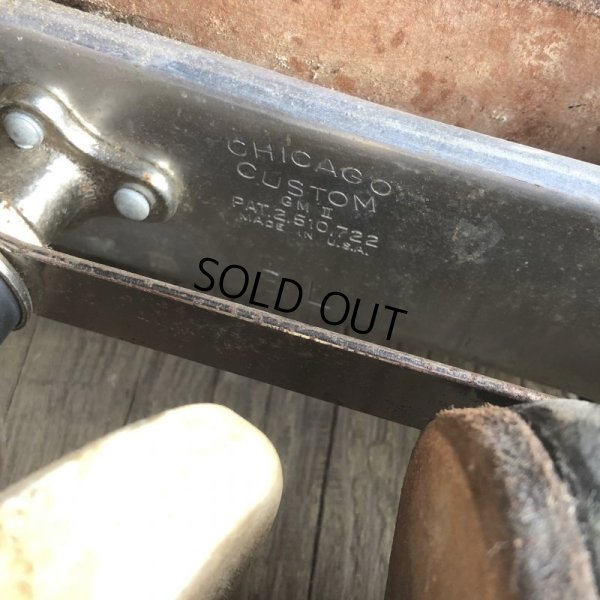 CHICAGO
CUSTOM
GM II
PAT. 2,610,722
MADE IN U.S.A.
SOLD OUT